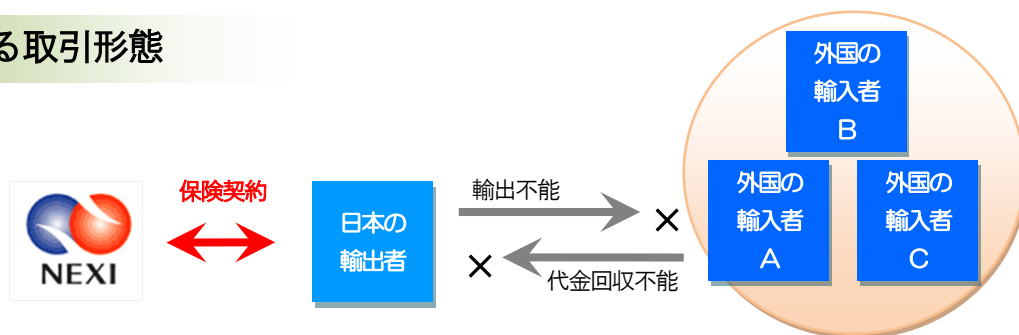 る取引形態
外国の
輸入者
B
保険契約
NEXI
日本の
輸出者
輸出不能
×
×
代金回収不能
外国の
輸入者
A
外国の
輸入者
C